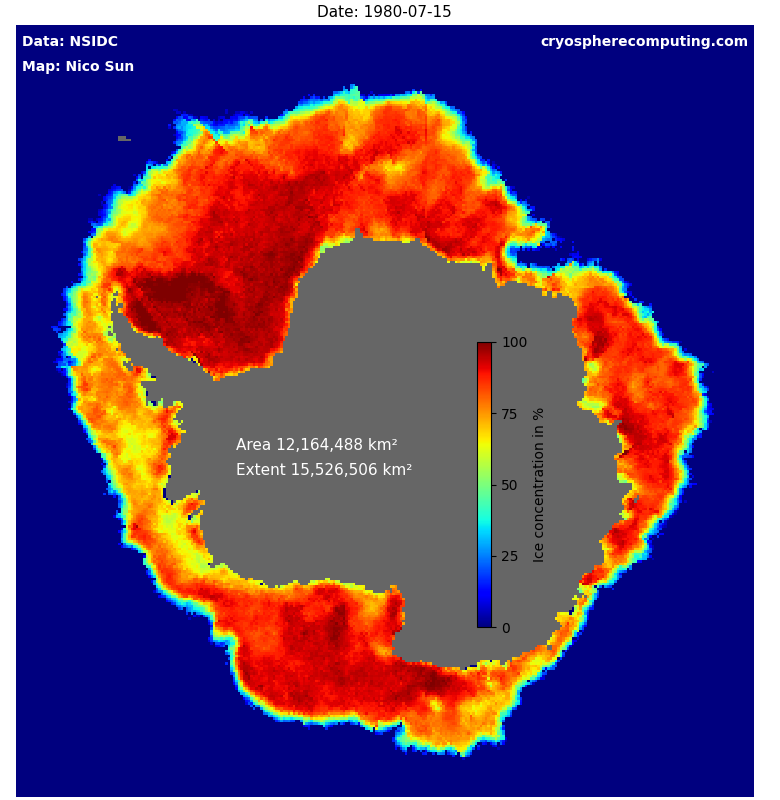 Date: 1980-07-15
Data: NSIDC
cryospherecomputing.com
Map: Nico Sun
100
75
50
25
0
Ice concentration in %
Area 12,164,488 km²
Extent 15,526,506 km²